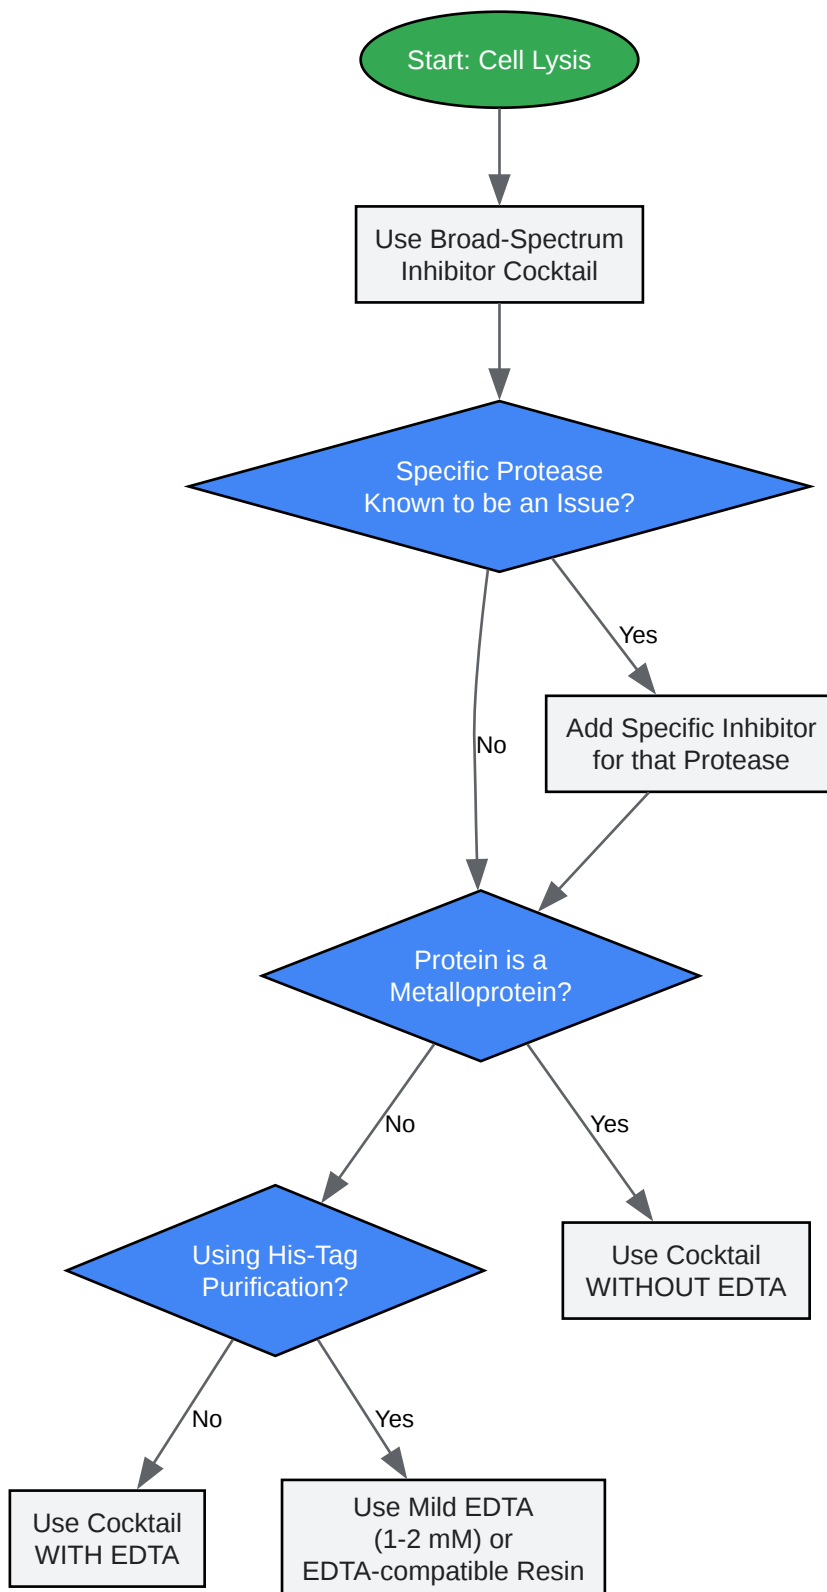 Start: Cell Lysis
Use Broad-Spectrum
Inhibitor Cocktail
Specific Protease
Known to be an Issue?
Yes
No
Add Specific Inhibitor
for that Protease
Protein is a
Metalloprotein?
No
Yes
Using His-Tag
Purification?
Use Cocktail
WITHOUT EDTA
No
Yes
Use Cocktail
WITH EDTA
Use Mild EDTA
(1-2 mM) or
EDTA-compatible Resin